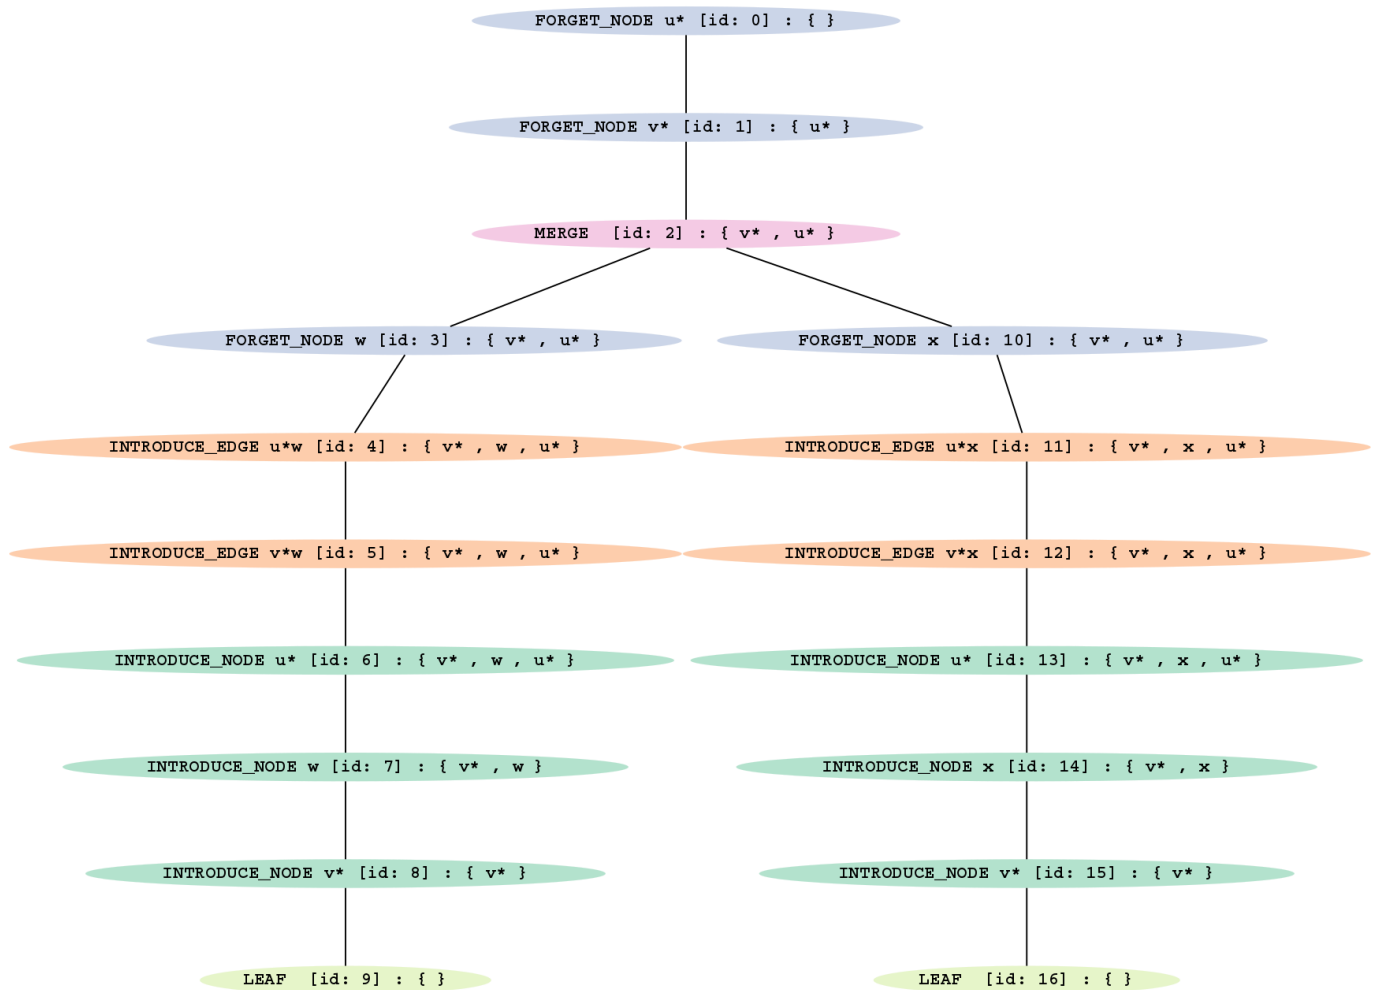 FORGET_NODE u* [id: 0] : { }
FORGET_NODE v* [id: 1] : { u* }
MERGE  [id: 2] : { v* , u* }
FORGET_NODE w [id: 3] : { v* , u* }
FORGET_NODE x [id: 10] : { v* , u* }
INTRODUCE_EDGE u*w [id: 4] : { v* , w , u* }
INTRODUCE_EDGE u*x [id: 11] : { v* , x , u* }
INTRODUCE_EDGE v*w [id: 5] : { v* , w , u* }
INTRODUCE_EDGE v*x [id: 12] : { v* , x , u* }
INTRODUCE_NODE u* [id: 6] : { v* , w , u* }
INTRODUCE_NODE u* [id: 13] : { v* , x , u* }
INTRODUCE_NODE w [id: 7] : { v* , w }
INTRODUCE_NODE x [id: 14] : { v* , x }
INTRODUCE_NODE v* [id: 8] : { v* }
INTRODUCE_NODE v* [id: 15] : { v* }
LEAF  [id: 9] : { }
LEAF  [id: 16] : { }